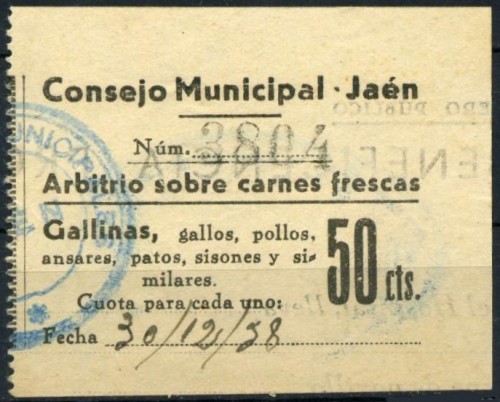 Consejo Municipal · Jaén
Núm. 3804
Arbitrio sobre carnes frescas
Gallinas, gallos, pollos,
ansares, patos, sisones y si-
milares.
50 cts.
Cuota para cada uno:
Fecha 30/12/38